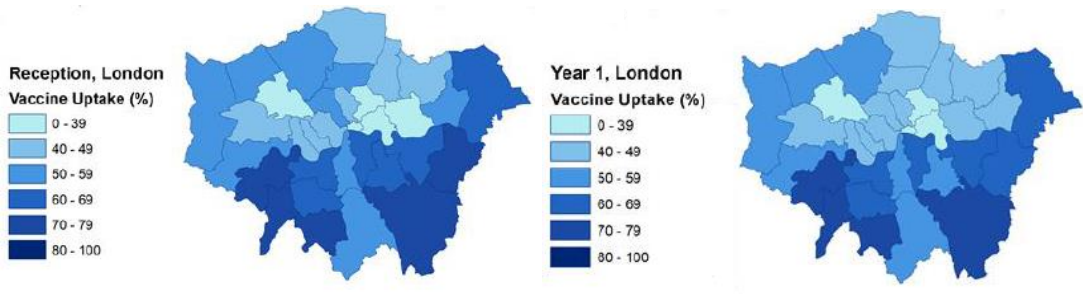 Reception, London
Vaccine Uptake (%)
0 - 39
40 - 49
50 - 59
60 - 69
70 - 79
80 - 100
Year 1, London
Vaccine Uptake (%)
0 - 39
40 - 49
50 - 59
60 - 69
70 - 79
80 - 100